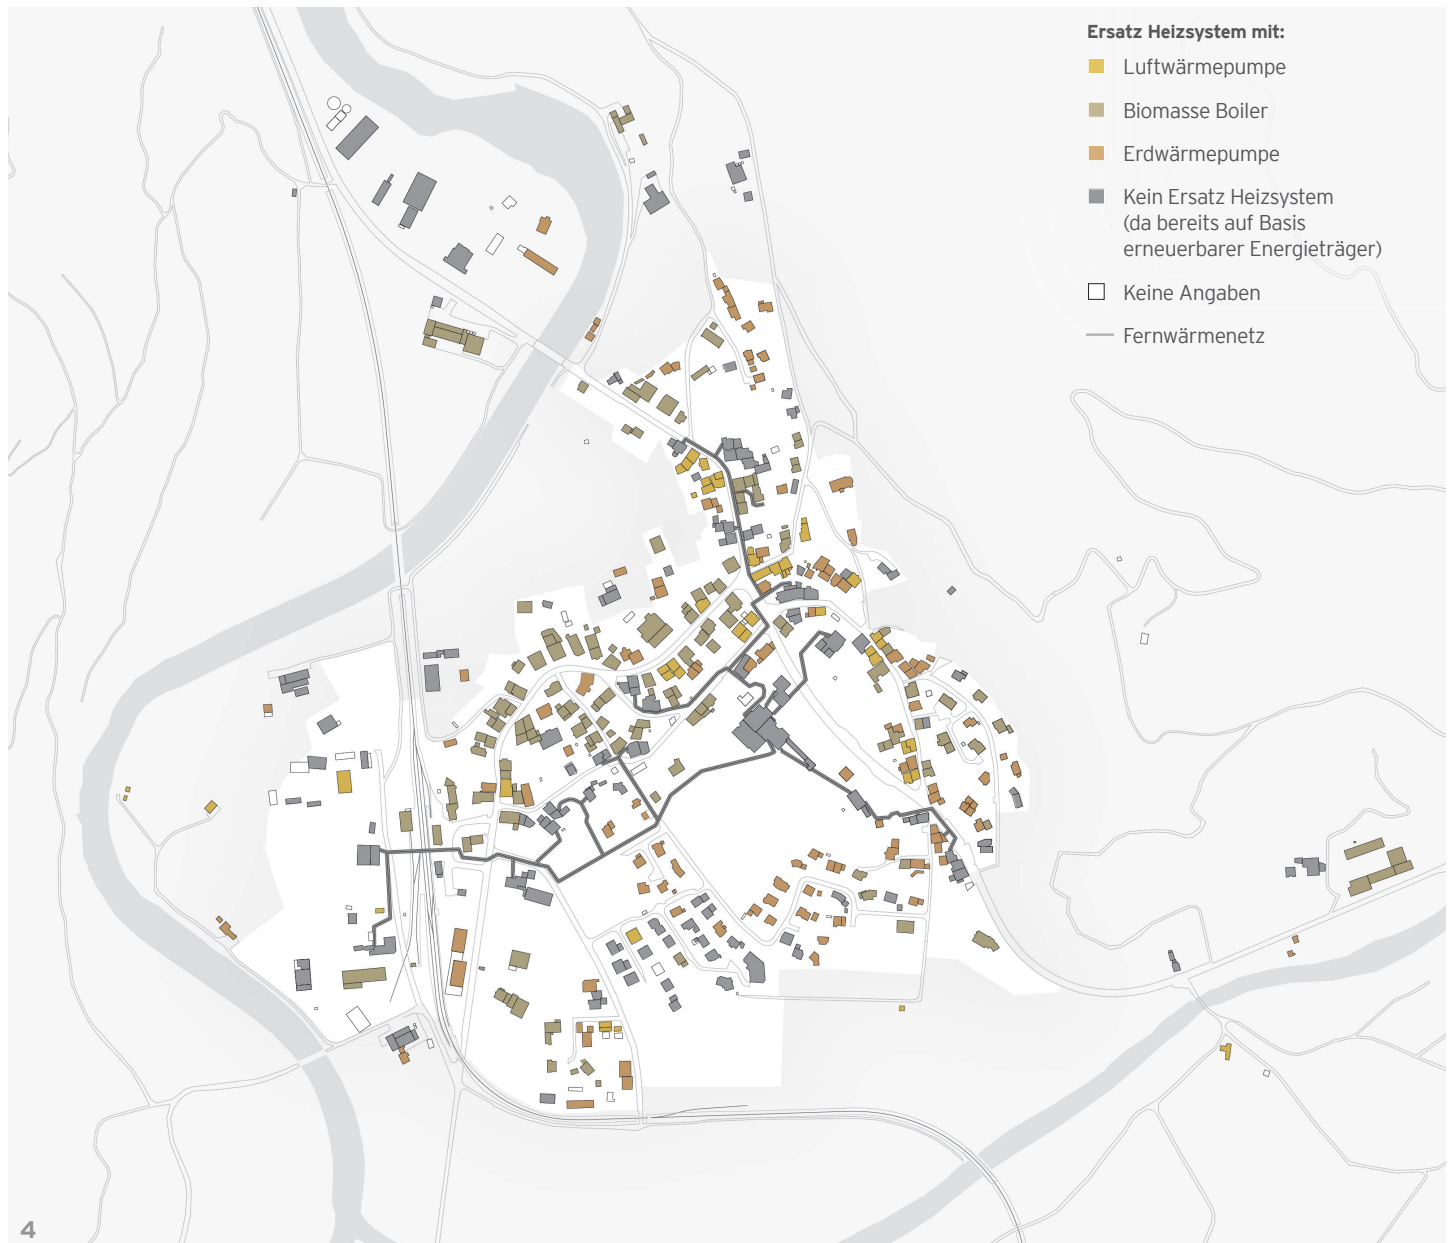 Ersatz Heizsystem mit:
Luftwärmepumpe
Biomasse Boiler
Erdwärmepumpe
Kein Ersatz Heizsystem
(da bereits auf Basis
erneuerbarer Energieträger)
Keine Angaben
Fernwärmenetz
4